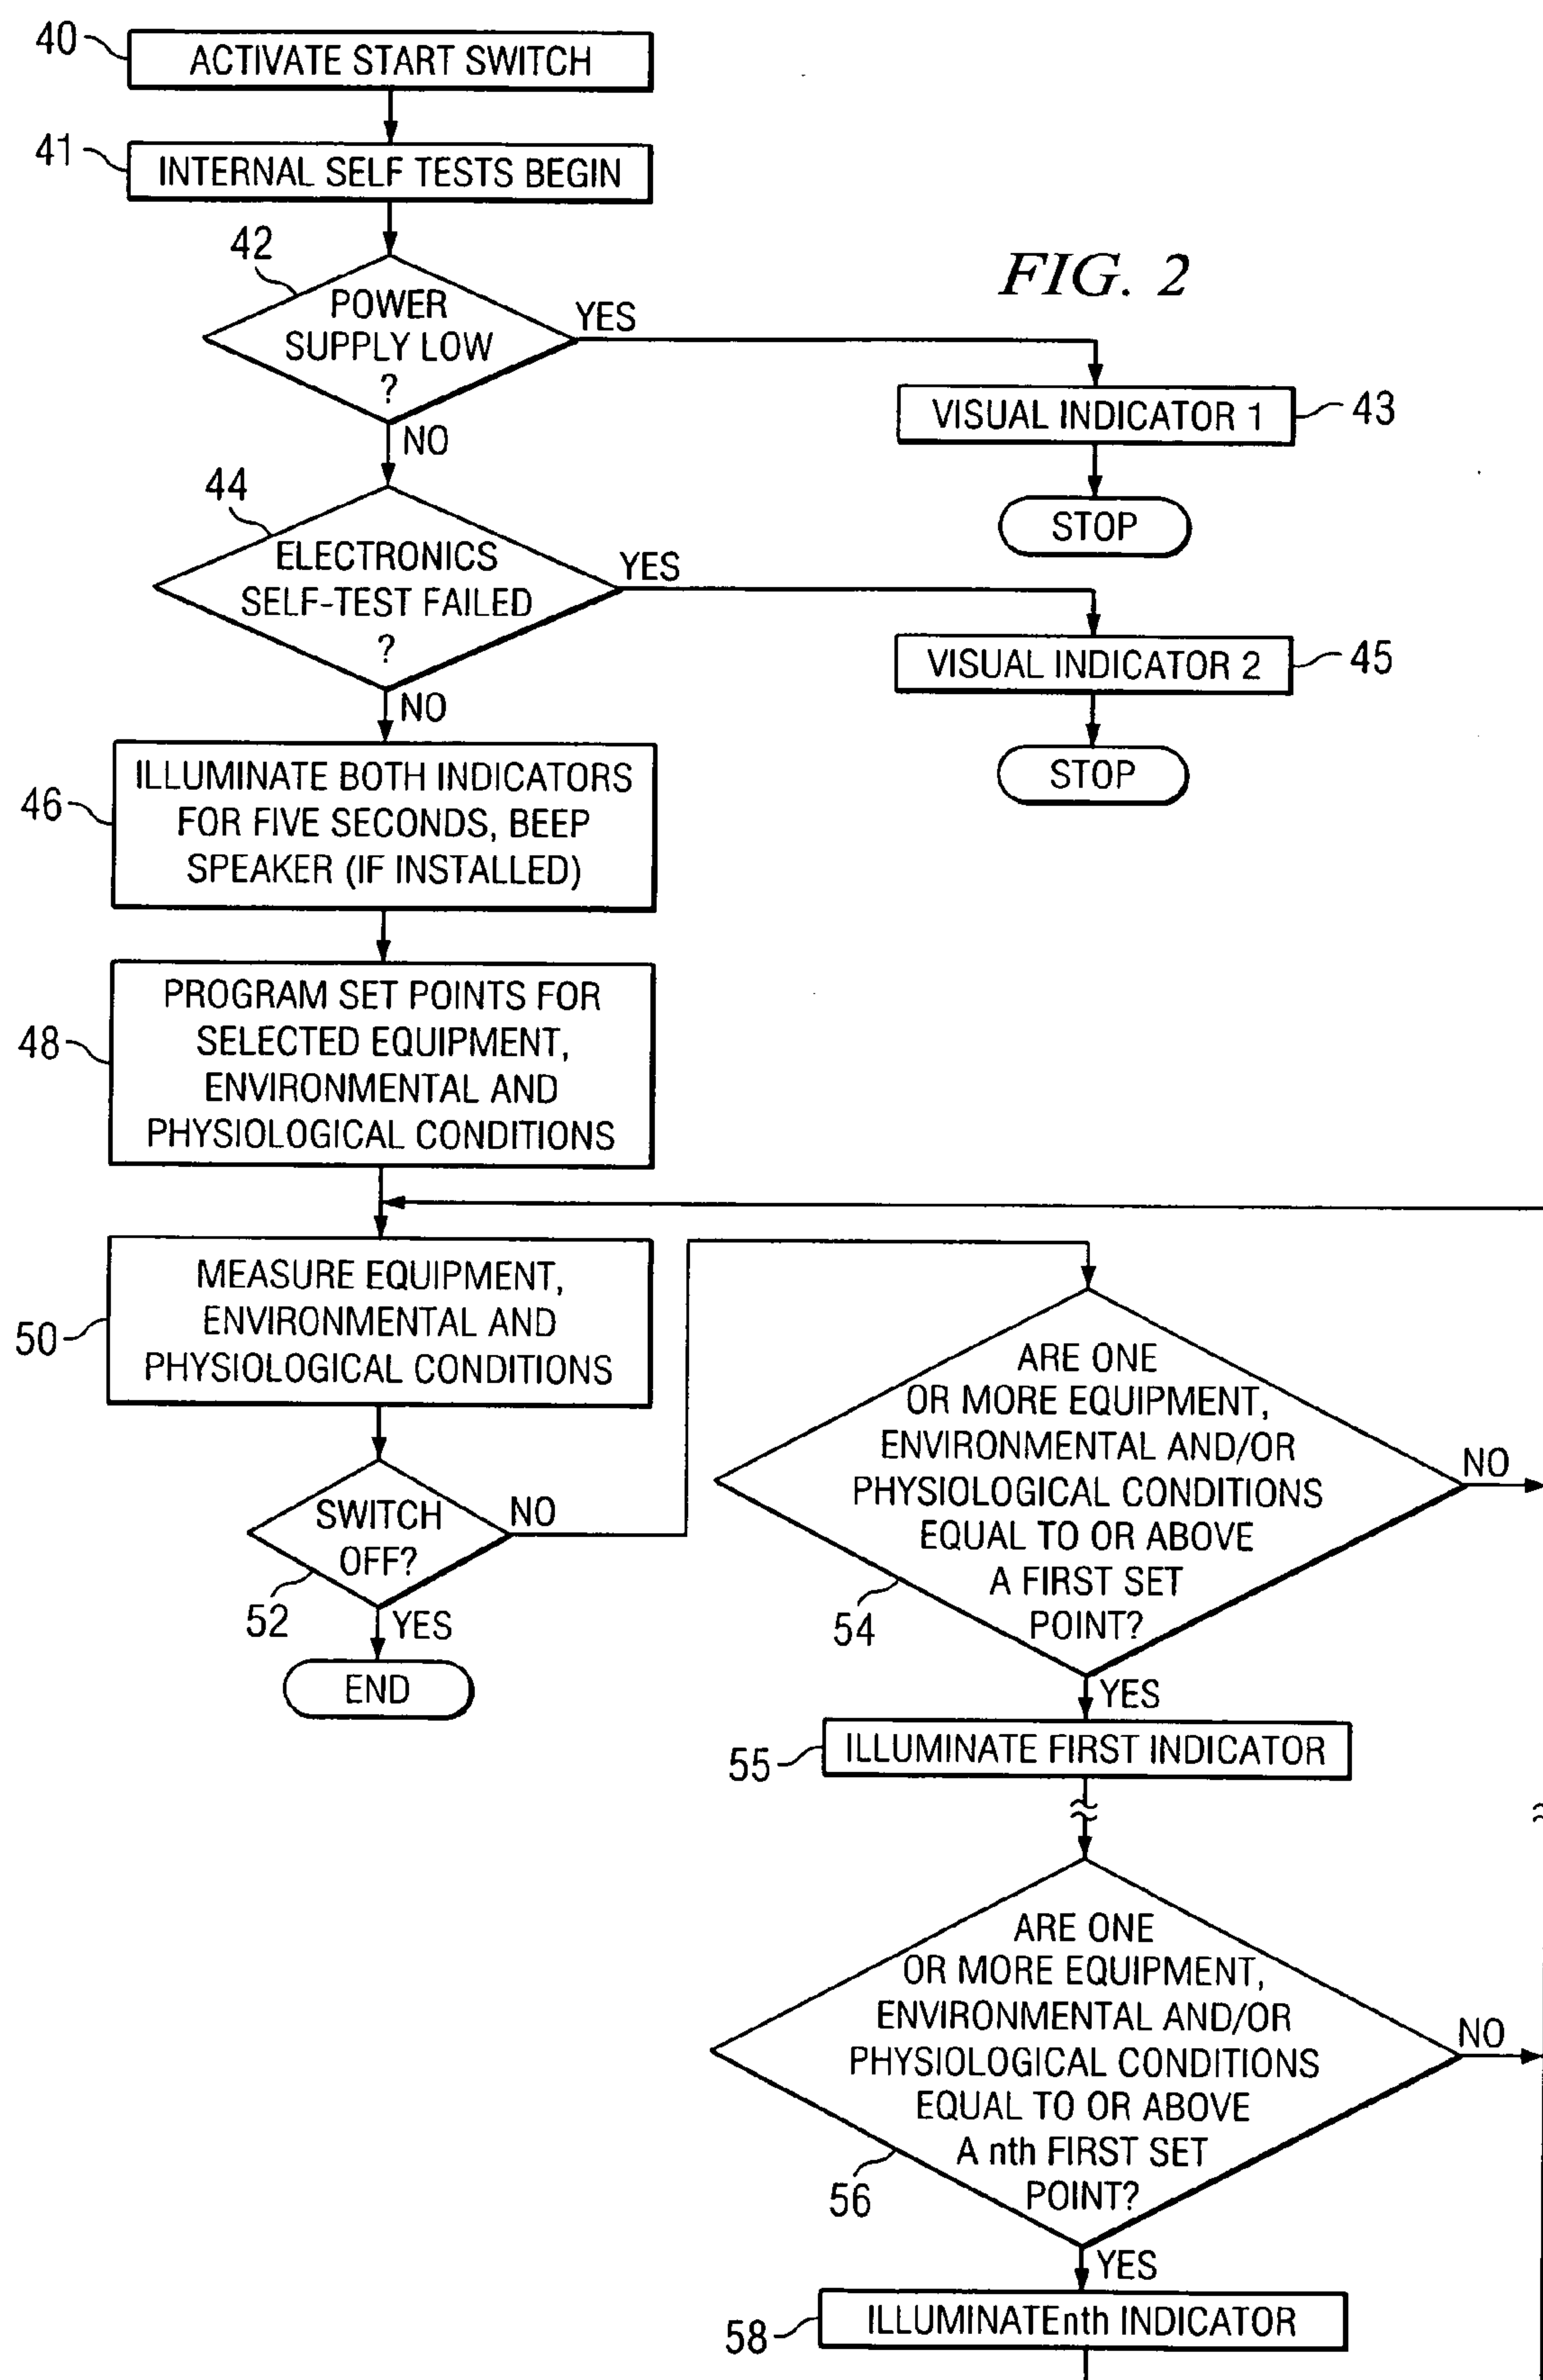 40
ACTIVATE START SWITCH
41
INTERNAL SELF TESTS BEGIN
42
FIG. 2
POWER
SUPPLY LOW
?
YES
NO
VISUAL INDICATOR 1
43
STOP
44
ELECTRONICS
SELF-TEST FAILED
?
YES
NO
VISUAL INDICATOR 2
45
STOP
46
ILLUMINATE BOTH INDICATORS
FOR FIVE SECONDS, BEEP
SPEAKER (IF INSTALLED)
48
PROGRAM SET POINTS FOR
SELECTED EQUIPMENT,
ENVIRONMENTAL AND
PHYSIOLOGICAL CONDITIONS
50
MEASURE EQUIPMENT,
ENVIRONMENTAL AND
PHYSIOLOGICAL CONDITIONS
SWITCH
OFF?
NO
52
YES
END
ARE ONE
OR MORE EQUIPMENT,
ENVIRONMENTAL AND/OR
PHYSIOLOGICAL CONDITIONS
EQUAL TO OR ABOVE
A FIRST SET
POINT?
NO
54
YES
55
ILLUMINATE FIRST INDICATOR
ARE ONE
OR MORE EQUIPMENT,
ENVIRONMENTAL AND/OR
PHYSIOLOGICAL CONDITIONS
EQUAL TO OR ABOVE
A nth FIRST SET
POINT?
NO
56
YES
58
ILLUMINATEnth INDICATOR